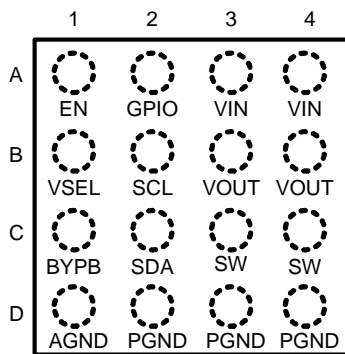 1 2 3 4
A
EN GPIO VIN VIN
B
VSEL SCL VOUT VOUT
C
BYPB SDA SW SW
D
AGND PGND PGND PGND